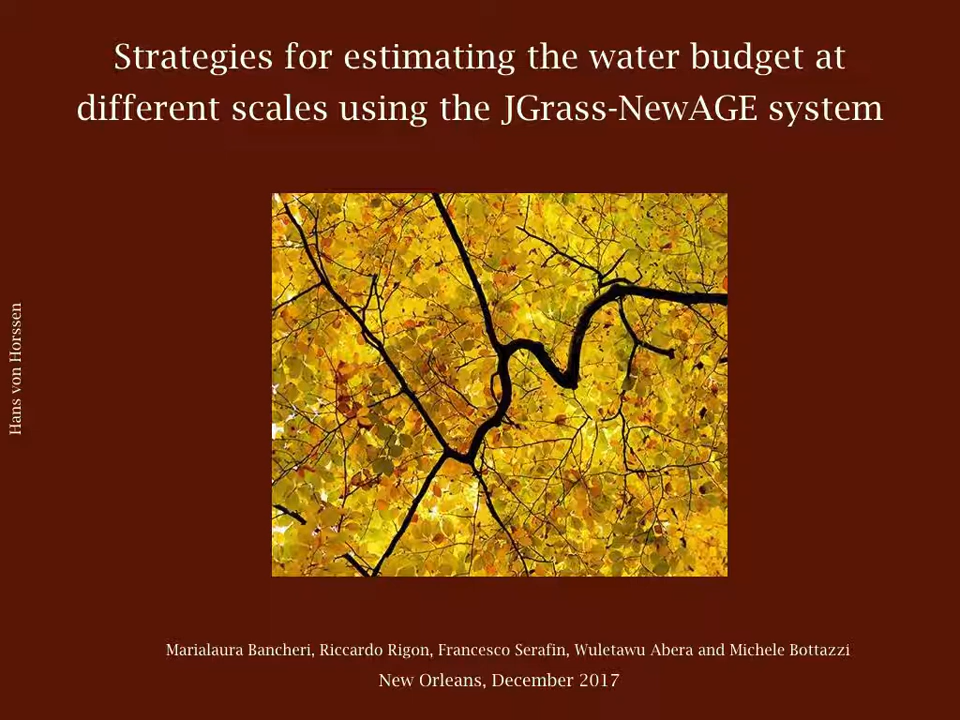 Strategies for estimating the water budget at
different scales using the JGrass-NewAGE system
Hans von Horssen
Marialaura Bancheri, Riccardo Rigon, Francesco Serafin, Wuletawu Abera and Michele Bottazzi
New Orleans, December 2017